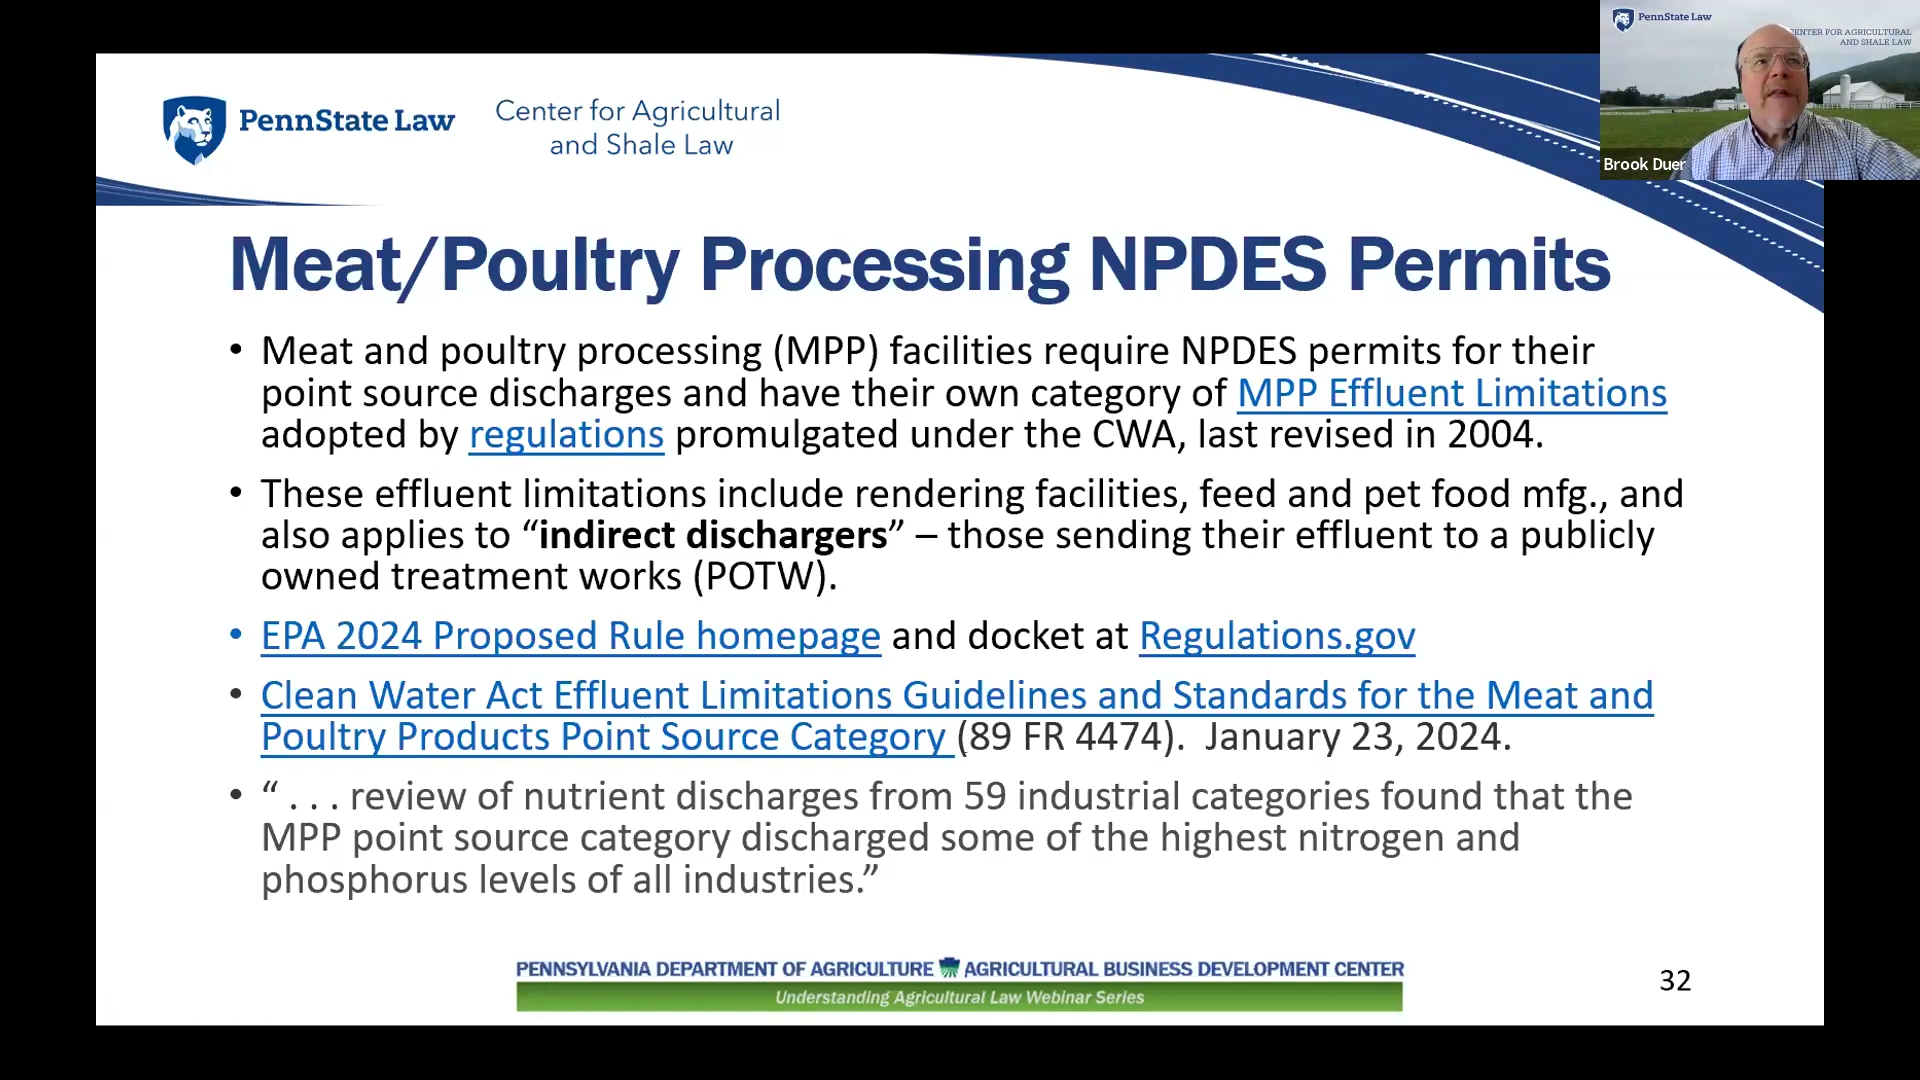 PennState Law
Center for Agricultural
and Shale Law
PennState Law
CENTER FOR AGRICULTURAL
AND SHALE LAW
Brook Duer
Meat/Poultry Processing NPDES Permits
• Meat and poultry processing (MPP) facilities require NPDES permits for their
point source discharges and have their own category of MPP Effluent Limitations
adopted by regulations promulgated under the CWA, last revised in 2004.
• These effluent limitations include rendering facilities, feed and pet food mfg., and
also applies to “indirect dischargers” – those sending their effluent to a publicly
owned treatment works (POTW).
• EPA 2024 Proposed Rule homepage and docket at Regulations.gov
• Clean Water Act Effluent Limitations Guidelines and Standards for the Meat and
Poultry Products Point Source Category (89 FR 4474). January 23, 2024.
• “ . . . review of nutrient discharges from 59 industrial categories found that the
MPP point source category discharged some of the highest nitrogen and
phosphorus levels of all industries.”
PENNSYLVANIA DEPARTMENT OF AGRICULTURE AGRICULTURAL BUSINESS DEVELOPMENT CENTER
Understanding Agricultural Law Webinar Series
32